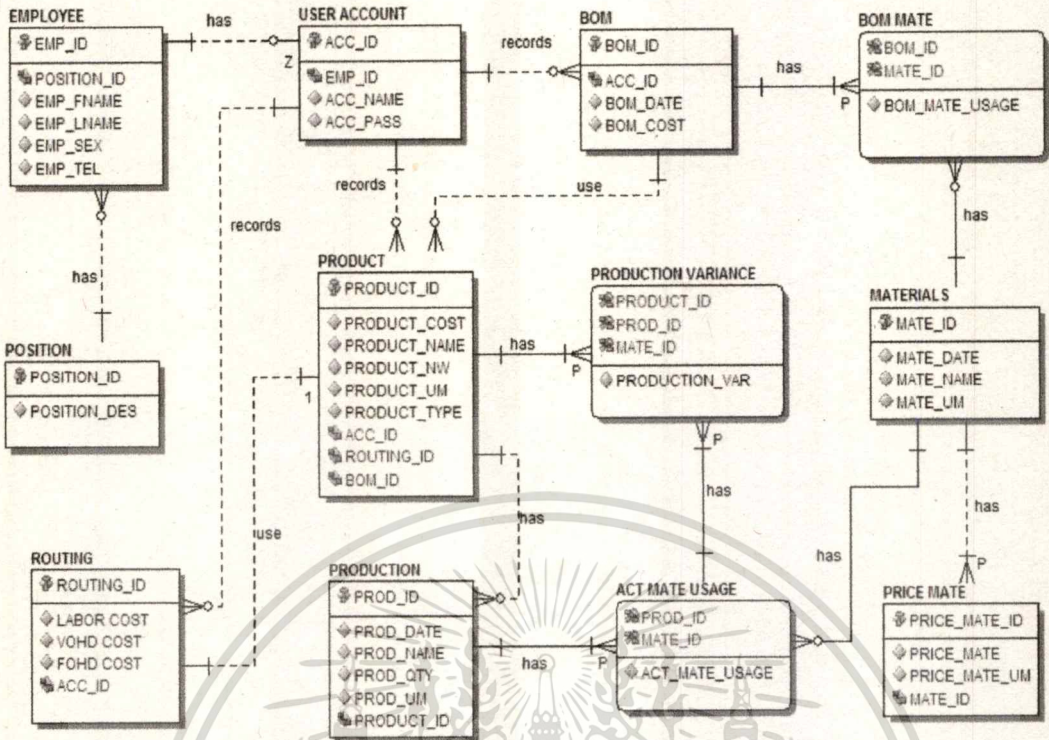 EMPLOYEE
EMP_ID
POSITION_ID
EMP_FNAME
EMP_LNAME
EMP_SEX
EMP_TEL
has
Z
USER ACCOUNT
ACC_ID
EMP_ID
ACC_NAME
ACC_PASS
records
BOM
BOM_ID
ACC_ID
BOM_DATE
BOM_COST
has
P
BOM MATE
BOM_ID
MATE_ID
BOM_MATE_USAGE
records
use
has
records
has
PRODUCT
PRODUCT_ID
PRODUCT_COST
PRODUCT_NAME
PRODUCT_NW
PRODUCT_UM
PRODUCT_TYPE
ACC_ID
ROUTING_ID
BOM_ID
has
P
PRODUCTION VARIANCE
PRODUCT_ID
PROD_ID
MATE_ID
PRODUCTION_VAR
P
MATERIALS
MATE_ID
MATE_DATE
MATE_NAME
MATE_UM
POSITION
POSITION_ID
POSITION_DES
1
use
has
has
has
has
P
ROUTING
ROUTING_ID
LABOR COST
VOHD COST
FOHD COST
ACC_ID
PRODUCTION
PROD_ID
PROD_DATE
PROD_NAME
PROD_QTY
PROD_UM
PRODUCT_ID
has
P
ACT MATE USAGE
PROD_ID
MATE_ID
ACT_MATE_USAGE
PRICE MATE
PRICE_MATE_ID
PRICE_MATE
PRICE_MATE_UM
MATE_ID